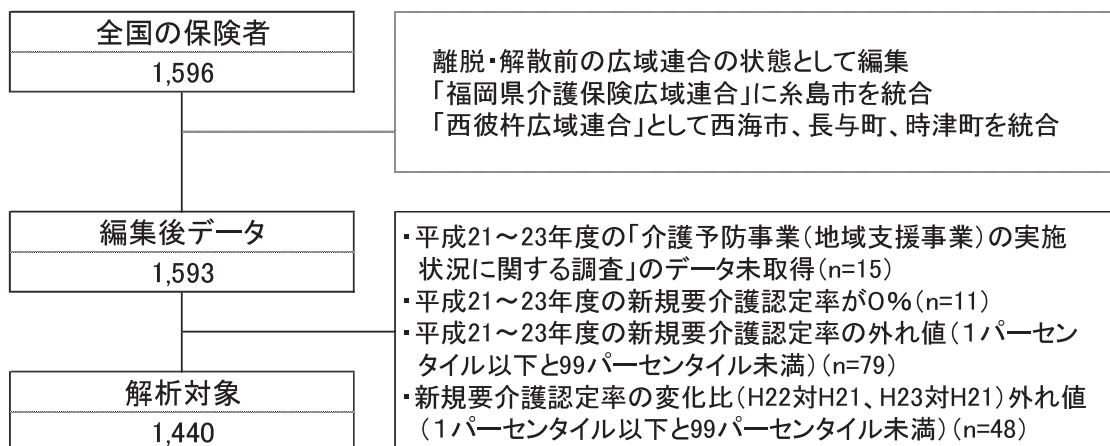 全国の保険者
1,596
離脱・解散前の広域連合の状態として編集
「福岡県介護保険広域連合」に糸島市を統合
「西彼杵広域連合」として西海市、長与町、時津町を統合
編集後データ
1,593
・平成21～23年度の「介護予防事業(地域支援事業)の実施
状況に関する調査」のデータ未取得(n=15)
・平成21～23年度の新規要介護認定率が0%(n=11)
・平成21～23年度の新規要介護認定率の外れ値(1パーセン
タイル以下と99パーセンタイル未満)(n=79)
・新規要介護認定率の変化比(H22対H21、H23対H21)外れ値
(1パーセンタイル以下と99パーセンタイル未満)(n=48)
解析対象
1,440